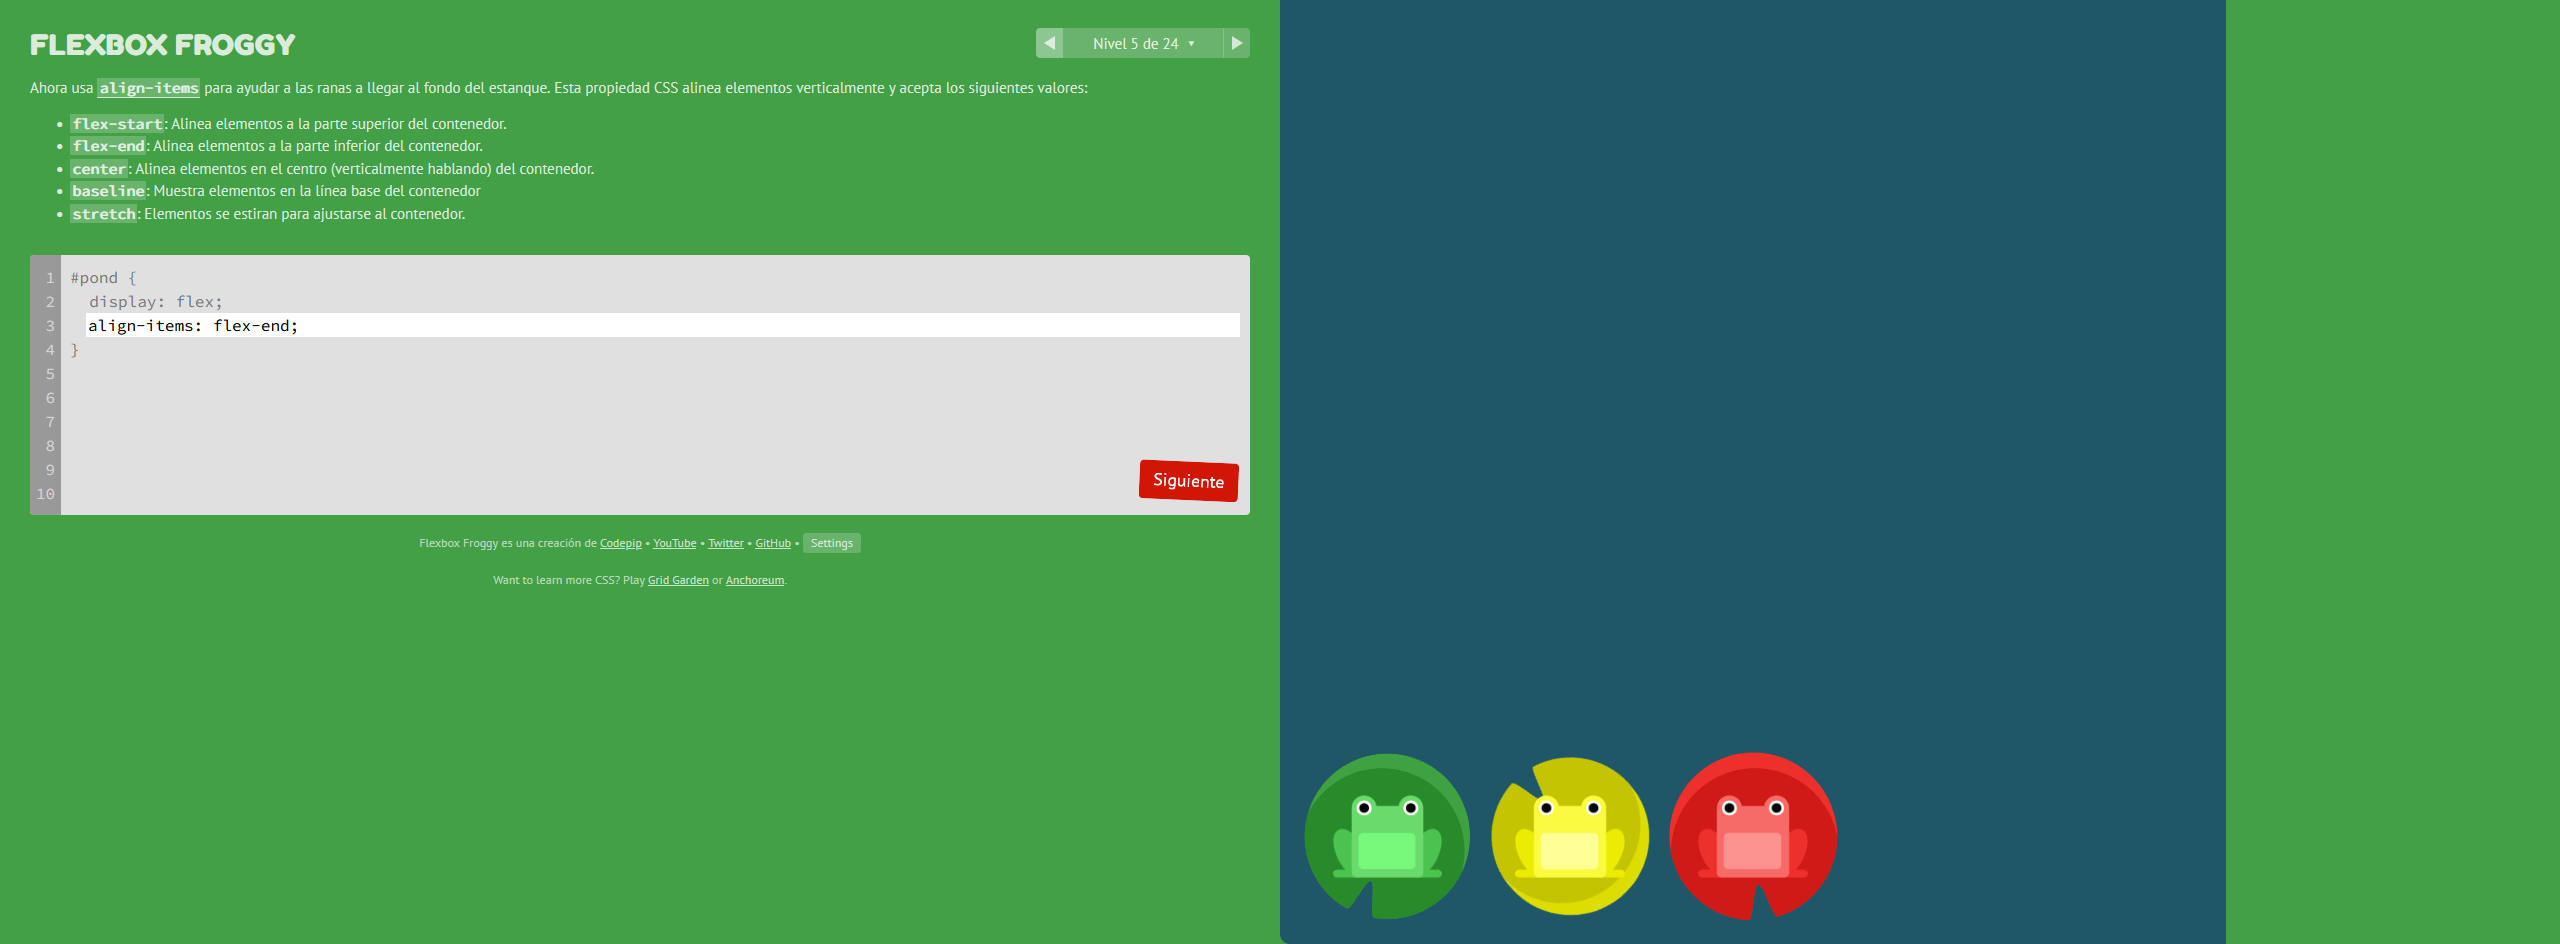 FLEXBOX FROGGY
Nivel 5 de 24 ▼
Ahora usa align-items para ayudar a las ranas a llegar al fondo del estanque. Esta propiedad CSS alinea elementos verticalmente y acepta los siguientes valores:
• flex-start: Alinea elementos a la parte superior del contenedor.
• flex-end: Alinea elementos a la parte inferior del contenedor.
• center: Alinea elementos en el centro (verticalmente hablando) del contenedor.
• baseline: Muestra elementos en la línea base del contenedor
• stretch: Elementos se estiran para ajustarse al contenedor.
1 #pond {
2   display: flex;
3   align-items: flex-end;
4 }
5
6
7
8
9
10
Siguiente
Flexbox Froggy es una creación de Codepip • YouTube • Twitter • GitHub • Settings
Want to learn more CSS? Play Grid Garden or Anchoreum.